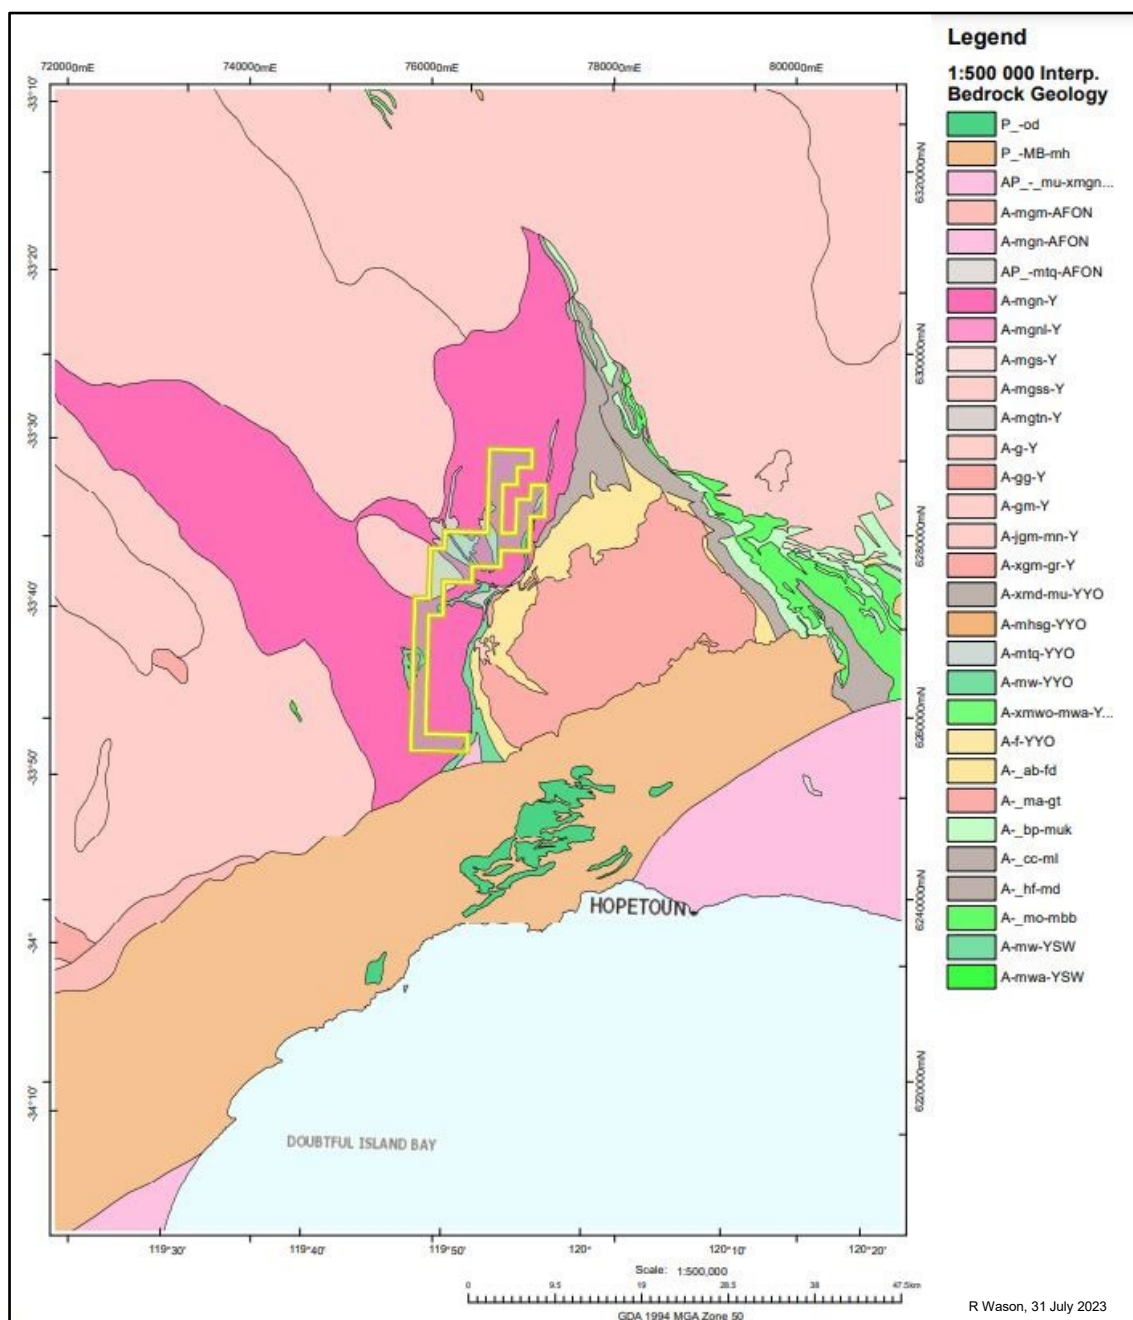 Legend
1:500 000 Interp.
Bedrock Geology
P_-od
P_-MB-mh
AP_-_mu-xmgn...
A-mgm-AFON
A-mgn-AFON
AP_-mtq-AFON
A-mgn-Y
A-mgnl-Y
A-mgs-Y
A-mgss-Y
A-mgtn-Y
A-g-Y
A-gg-Y
A-gm-Y
A-jgm-mn-Y
A-xgm-gr-Y
A-xmd-mu-YYO
A-mhsg-YYO
A-mtq-YYO
A-mw-YYO
A-xmwo-mwa-Y...
A-f-YYO
A-_ab-fd
A-_ma-gt
A-_bp-muk
A-_cc-ml
A-_hf-md
A-_mo-mbb
A-mw-YSW
A-mwa-YSW
720000mE 740000mE 760000mE 780000mE 800000mE
-33°10'
-33°20'
-33°30'
-33°40'
-33°50'
-34°
-34°10'
6320000mN
6300000mN
6280000mN
6260000mN
6240000mN
6220000mN
HOPETOUN
DOUBTFUL ISLAND BAY
119°30' 119°40' 119°50' 120° 120°10' 120°20'
Scale: 1:500,000
0 9.5 19 28.5 38 47.5km
GDA 1994 MGA Zone 50
R Wason, 31 July 2023